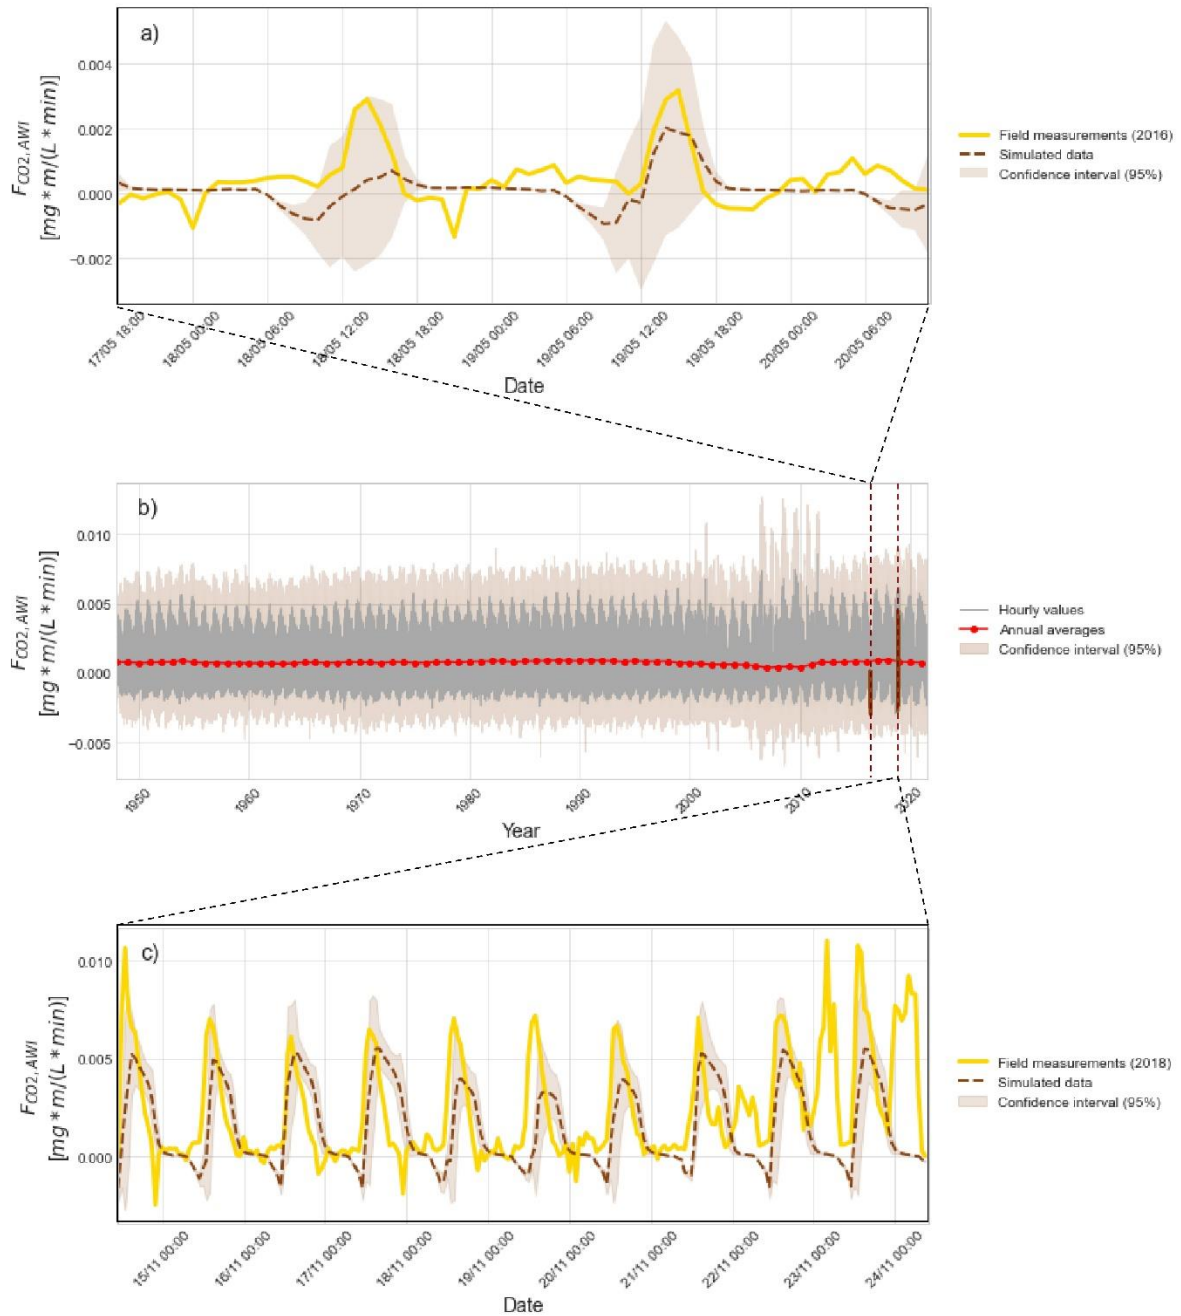 a)
0.004
0.002
0.000
−0.002
F_CO2,AWI
[mg * m/(L * min)]
17/05 18:00
18/05 00:00
18/05 06:00
18/05 12:00
18/05 18:00
19/05 00:00
19/05 06:00
19/05 12:00
19/05 18:00
20/05 00:00
20/05 06:00
Date
Field measurements (2016)
Simulated data
Confidence interval (95%)
b)
0.010
0.005
0.000
−0.005
F_CO2,AWI
[mg * m/(L * min)]
1950
1960
1970
1980
1990
2000
2010
2020
Year
Hourly values
Annual averages
Confidence interval (95%)
c)
0.010
0.005
0.000
F_CO2,AWI
[mg * m/(L * min)]
15/11 00:00
16/11 00:00
17/11 00:00
18/11 00:00
19/11 00:00
20/11 00:00
21/11 00:00
22/11 00:00
23/11 00:00
24/11 00:00
Date
Field measurements (2018)
Simulated data
Confidence interval (95%)